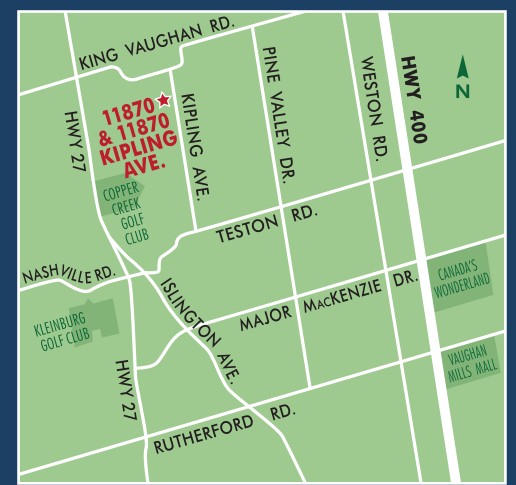 KING VAUGHAN RD.
HWY 27
11870
& 11870
KIPLING
AVE.
KIPLING AVE.
PINE VALLEY DR.
WESTON RD.
HWY 400
N
COPPER
CREEK
GOLF
CLUB
TESTON RD.
NASHVILLE RD.
ISLINGTON AVE.
KLEINBURG
GOLF CLUB
MAJOR MACKENZIE DR.
CANADA'S
WONDERLAND
VAUGHAN
MILLS MALL
HWY 27
RUTHERFORD RD.